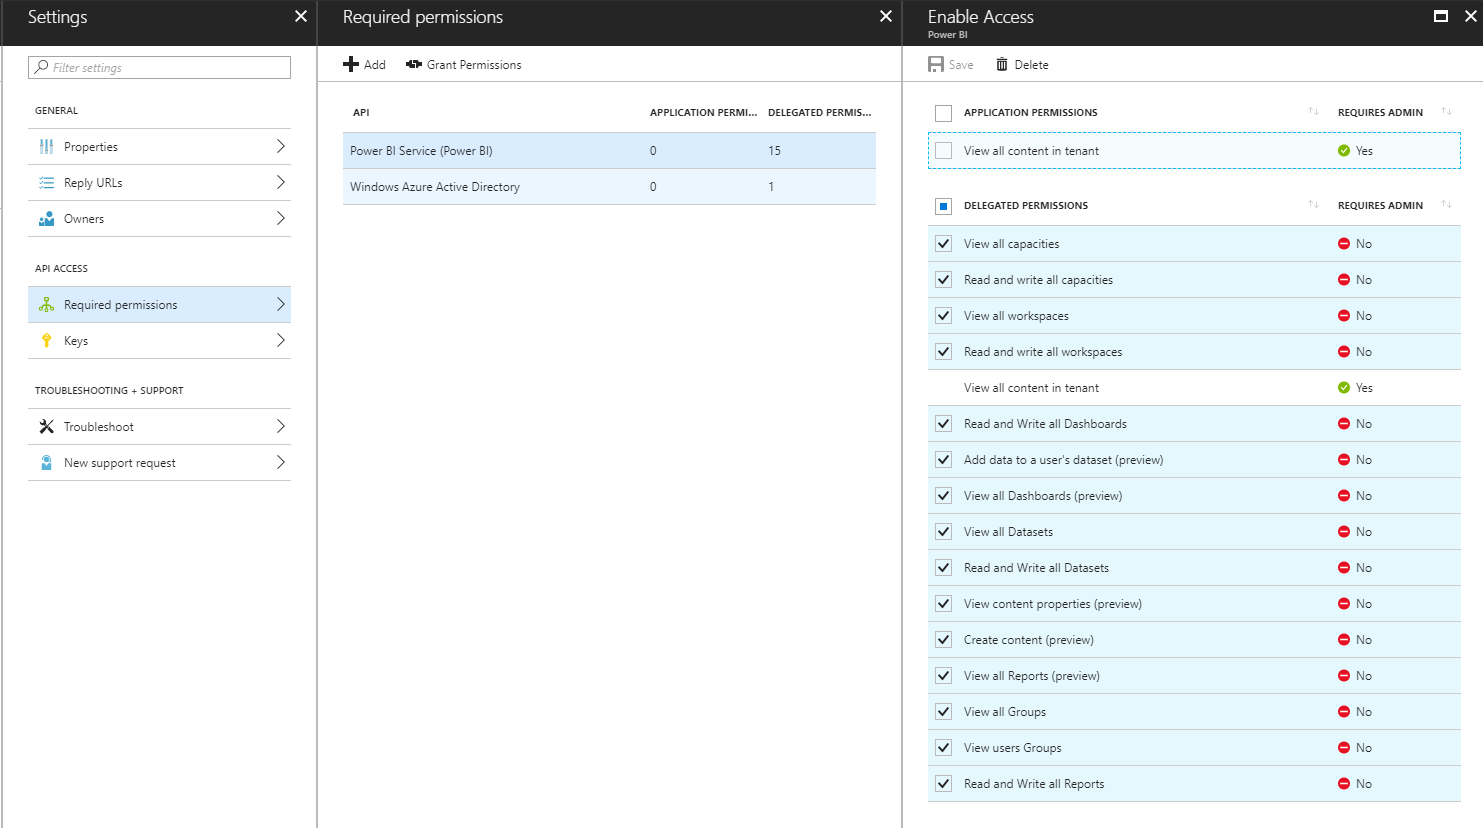 Settings
Filter settings
GENERAL
Properties
Reply URLs
Owners
API ACCESS
Required permissions
Keys
TROUBLESHOOTING + SUPPORT
Troubleshoot
New support request
Required permissions
Add Grant Permissions
API APPLICATION PERMI... DELEGATED PERMIS...
Power BI Service (Power BI) 0 15
Windows Azure Active Directory 0 1
Enable Access
Power BI
Save Delete
APPLICATION PERMISSIONS REQUIRES ADMIN
View all content in tenant Yes
DELEGATED PERMISSIONS REQUIRES ADMIN
View all capacities No
Read and write all capacities No
View all workspaces No
Read and write all workspaces No
View all content in tenant Yes
Read and Write all Dashboards No
Add data to a user's dataset (preview) No
View all Dashboards (preview) No
View all Datasets No
Read and Write all Datasets No
View content properties (preview) No
Create content (preview) No
View all Reports (preview) No
View all Groups No
View users Groups No
Read and Write all Reports No